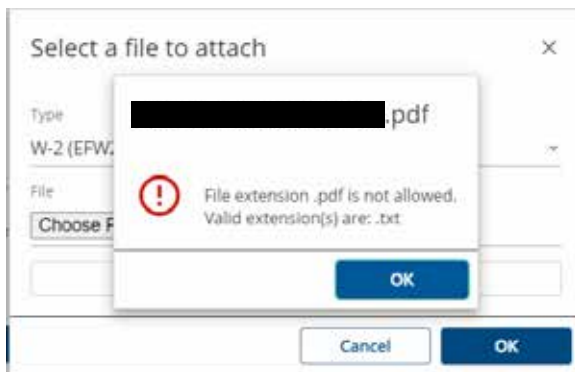 Select a file to attach
Type
.pdf
W-2 (EFW2
File
File extension .pdf is not allowed.
Valid extension(s) are: .txt
Choose F
OK
Cancel
OK